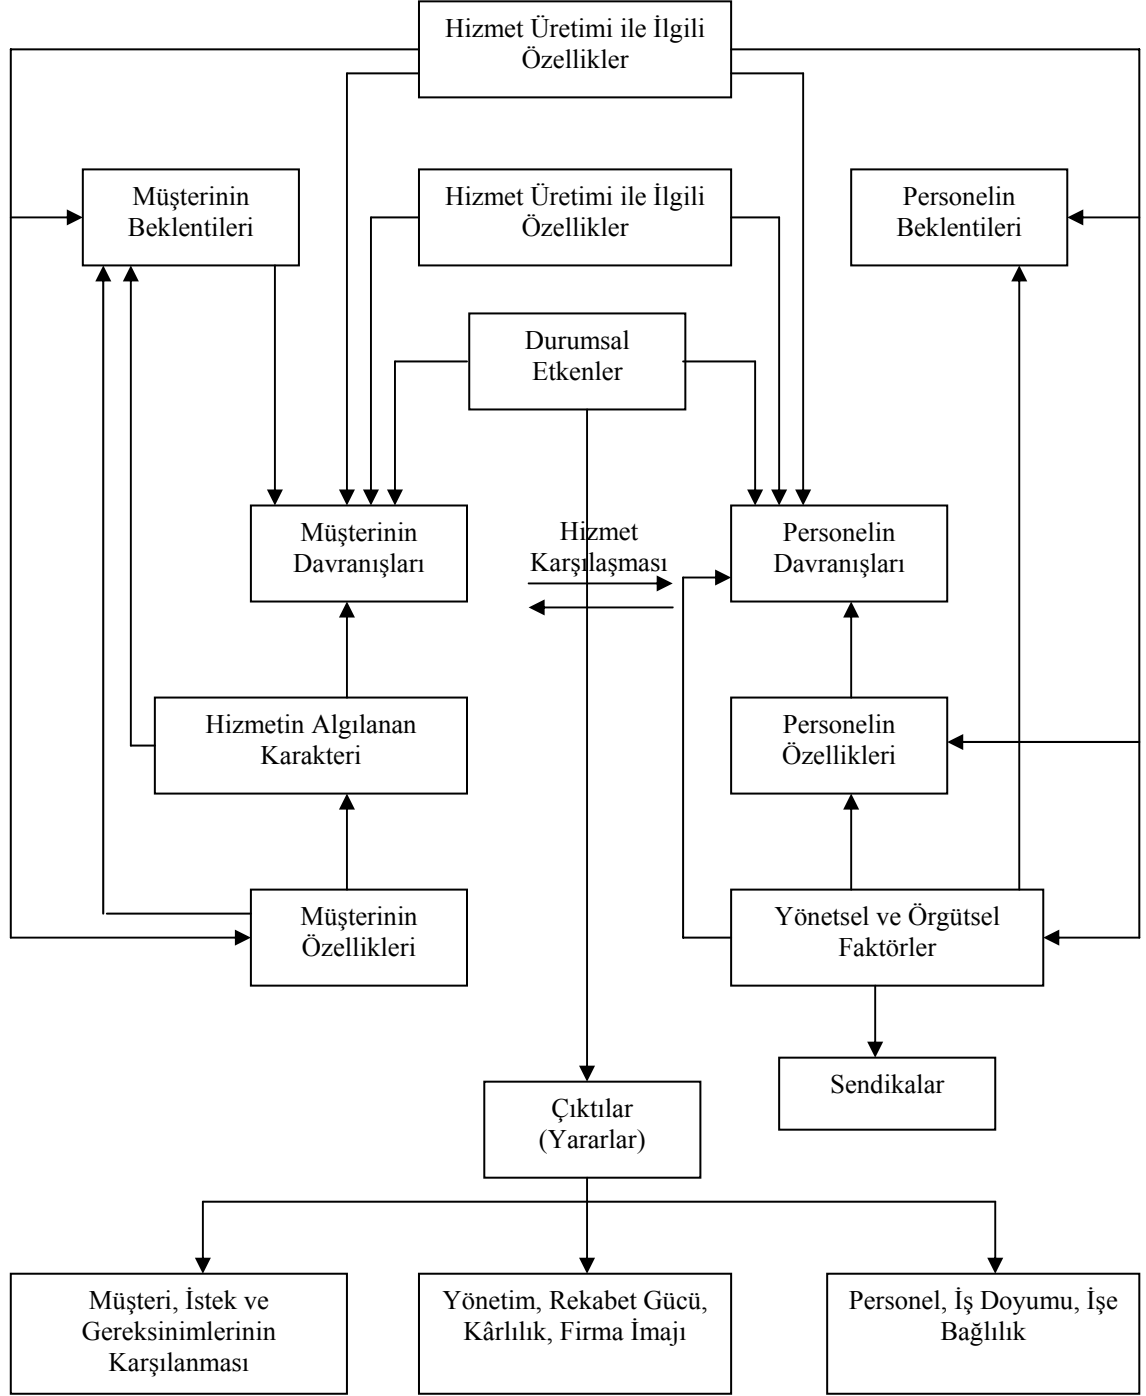 Hizmet Üretimi ile İlgili
Özellikler
Müşterinin
Beklentileri
Hizmet Üretimi ile İlgili
Özellikler
Personelin
Beklentileri
Durumsal
Etkenler
Müşterinin
Davranışları
Hizmet
Karşılaşması
Personelin
Davranışları
Hizmetin Algılanan
Karakteri
Personelin
Özellikleri
Müşterinin
Özellikleri
Yönetsel ve Örgütsel
Faktörler
Sendikalar
Çıktılar
(Yararlar)
Müşteri, İstek ve
Gereksinimlerinin
Karşılanması
Yönetim, Rekabet Gücü,
Kârlılık, Firma İmajı
Personel, İş Doyumu, İşe
Bağlılık